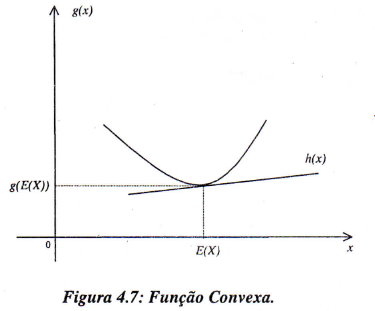 g(x)
h(x)
g(E(X))
0
E(X)
x
Figura 4.7: Função Convexa.